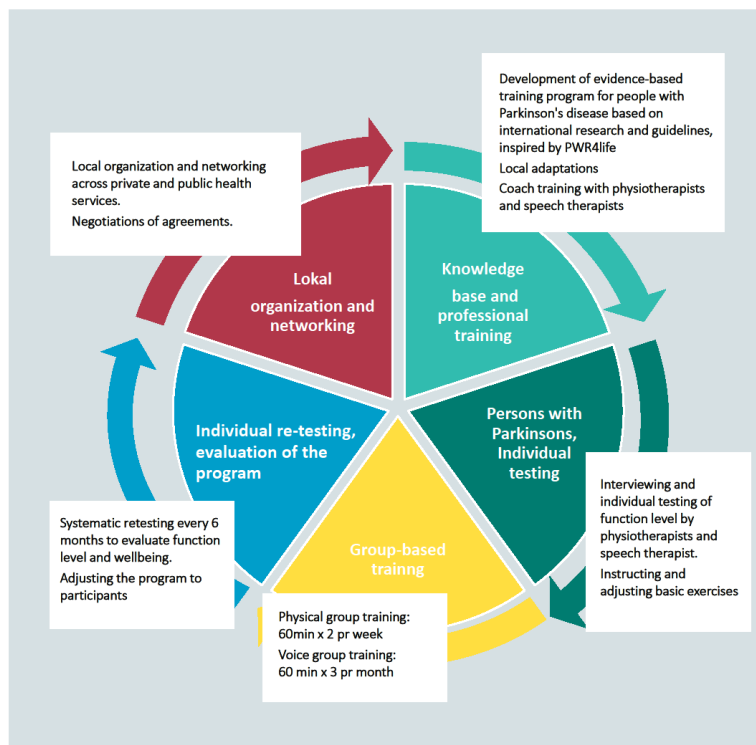 Development of evidence-based
training program for people with
Parkinson's disease based on
international research and guidelines,
inspired by PWR4life
Local adaptations
Coach training with physiotherapists
and speech therapists
Local organization and networking
across private and public health
services.
Negotiations of agreements.
Lokal
organization and
networking
Knowledge
base and
professional
training
Individual re-testing,
evaluation of the
program
Persons with
Parkinsons,
Individual
testing
Group-based
trainng
Systematic retesting every 6
months to evaluate function
level and wellbeing.
Adjusting the program to
participants
Interviewing and
individual testing of
function level by
physiotherapists and
speech therapist.
Instructing and
adjusting basic exercises
Physical group training:
60min x 2 pr week
Voice group training:
60 min x 3 pr month